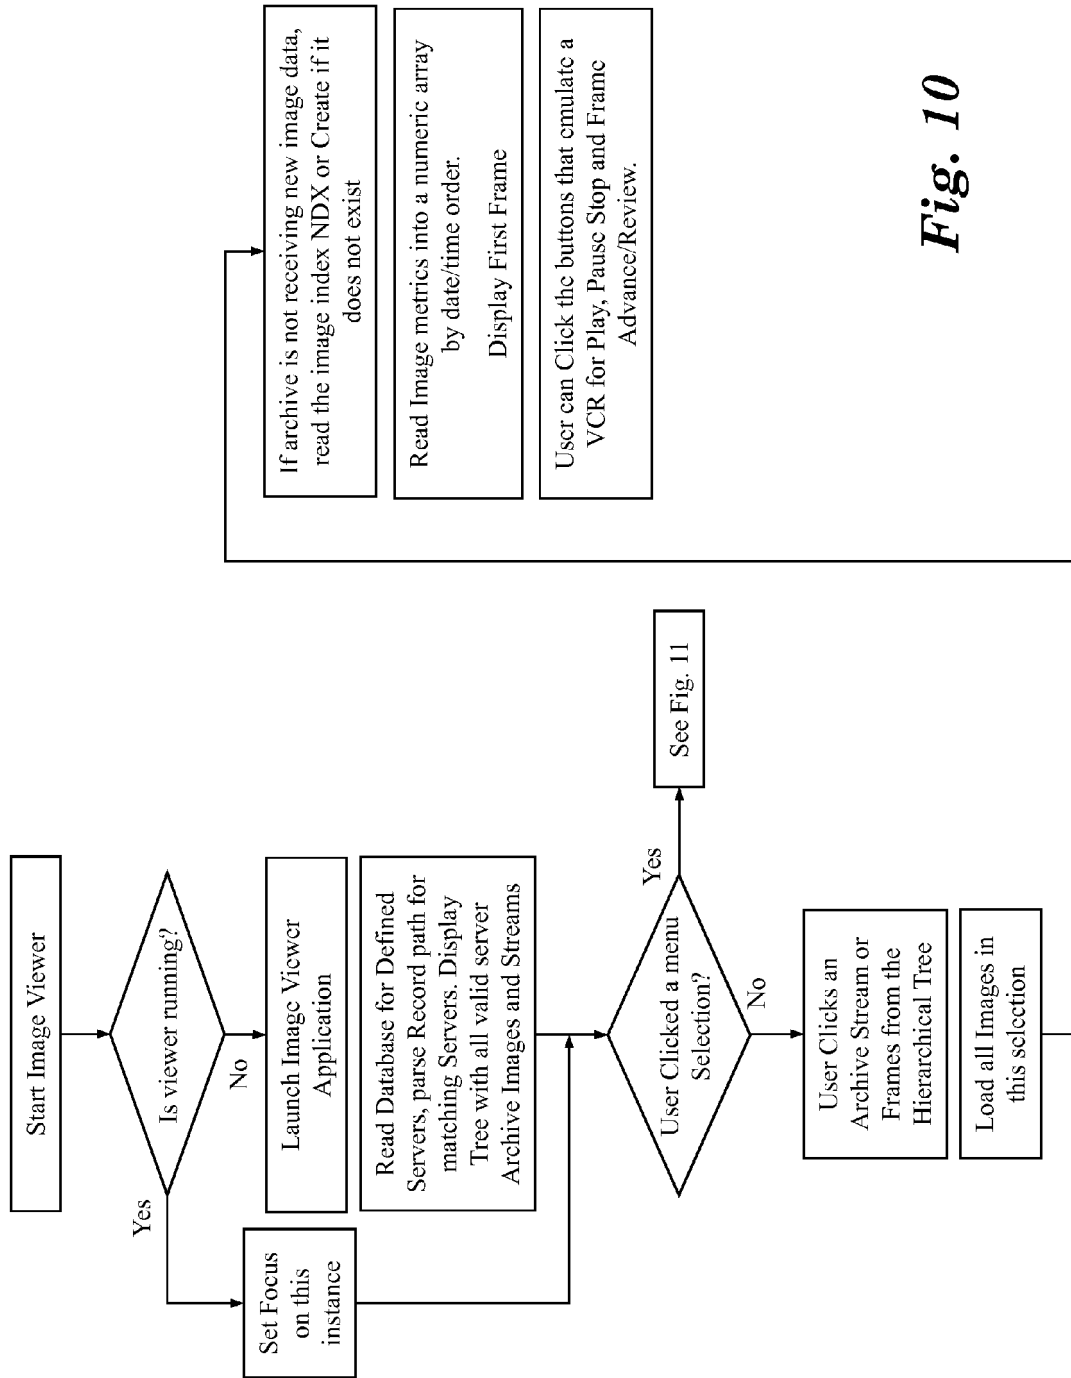 Start Image Viewer
Is viewer running?
Yes
No
Set Focus
on this
instance
Launch Image Viewer
Application
Read Database for Defined
Servers, parse Record path for
matching Servers. Display
Tree with all valid server
Archive Images and Streams
User Clicked a menu
Selection?
Yes
See Fig. 11
No
User Clicks an
Archive Stream or
Frames from the
Hierarchical Tree
Load all Images in
this selection
If archive is not receiving new image data,
read the image index NDX or Create if it
does not exist
Read Image metrics into a numeric array
by date/time order.
Display First Frame
User can Click the buttons that emulate a
VCR for Play, Pause Stop and Frame
Advance/Review.
Fig. 10